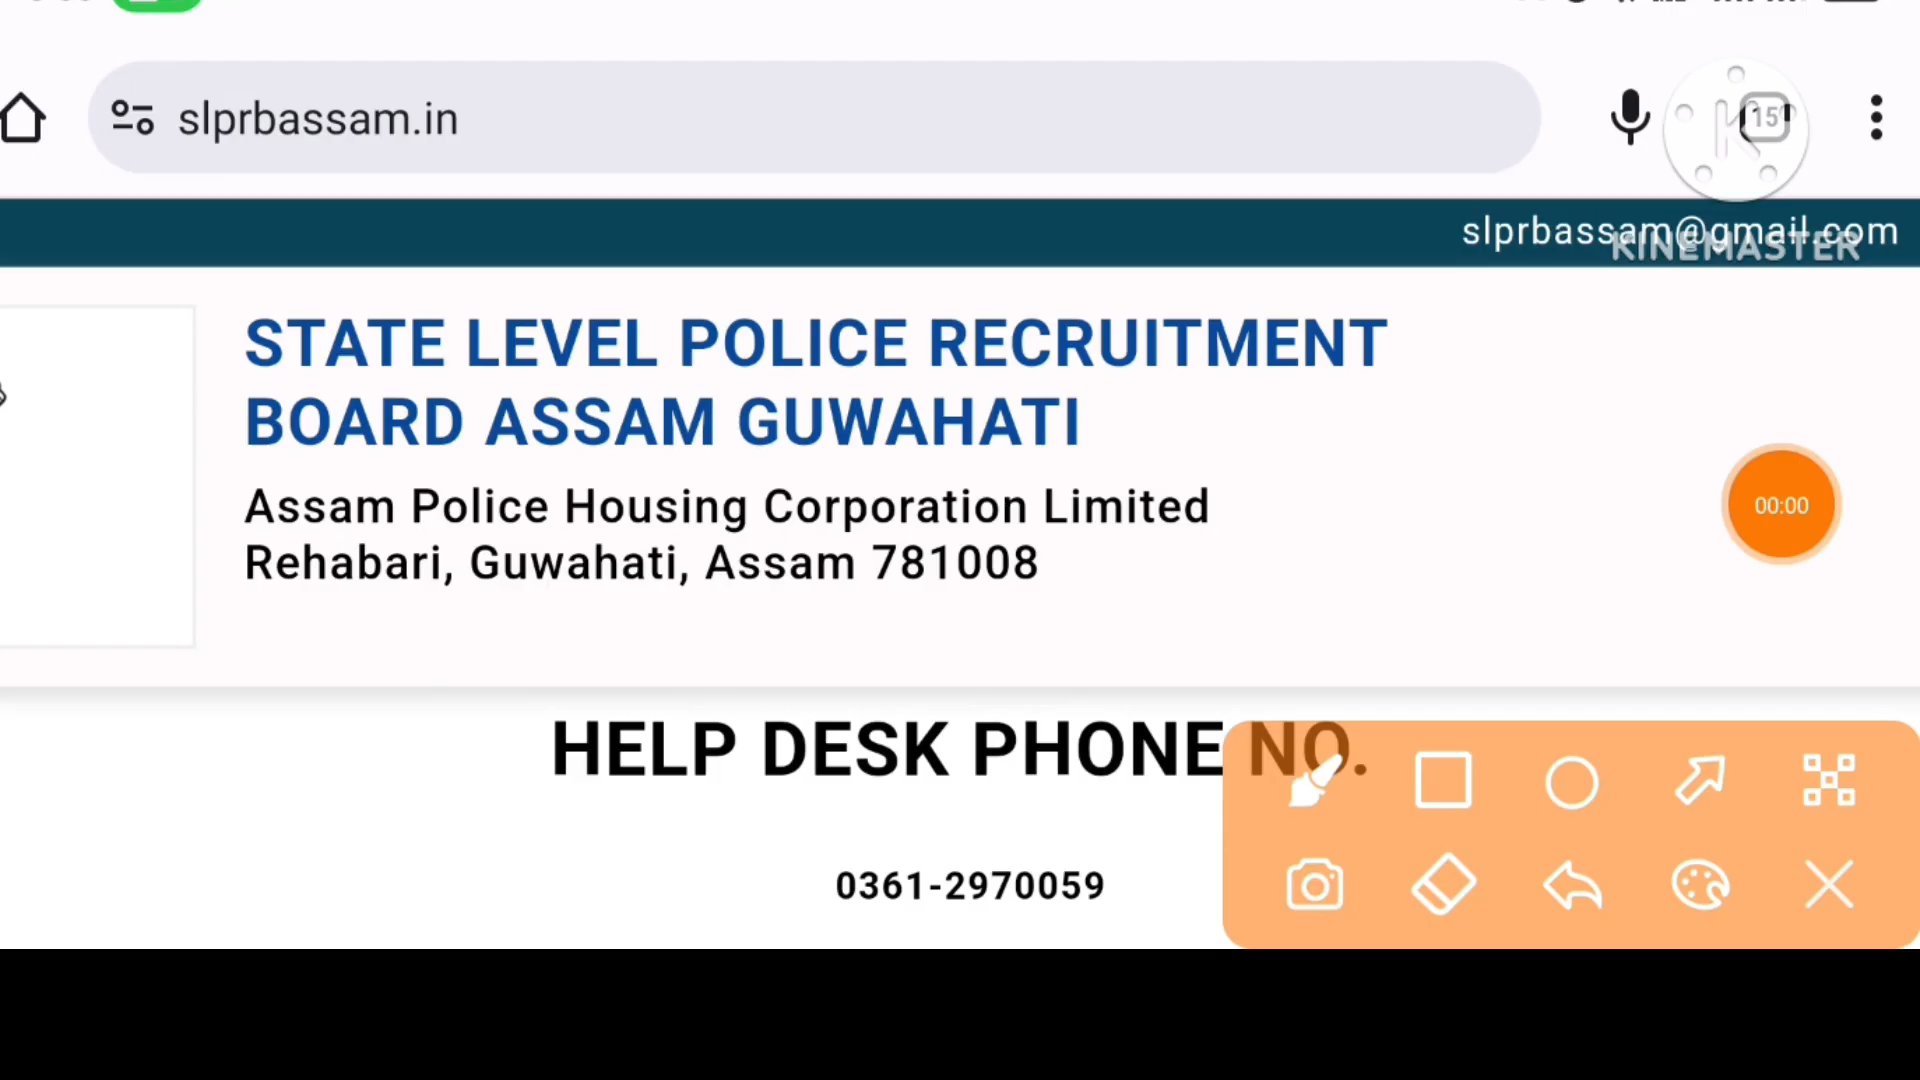 slprbassam.in
15
slprbassam@gmail.com
KINEMASTER
STATE LEVEL POLICE RECRUITMENT
BOARD ASSAM GUWAHATI
Assam Police Housing Corporation Limited
Rehabari, Guwahati, Assam 781008
00:00
HELP DESK PHONE NO.
0361-2970059